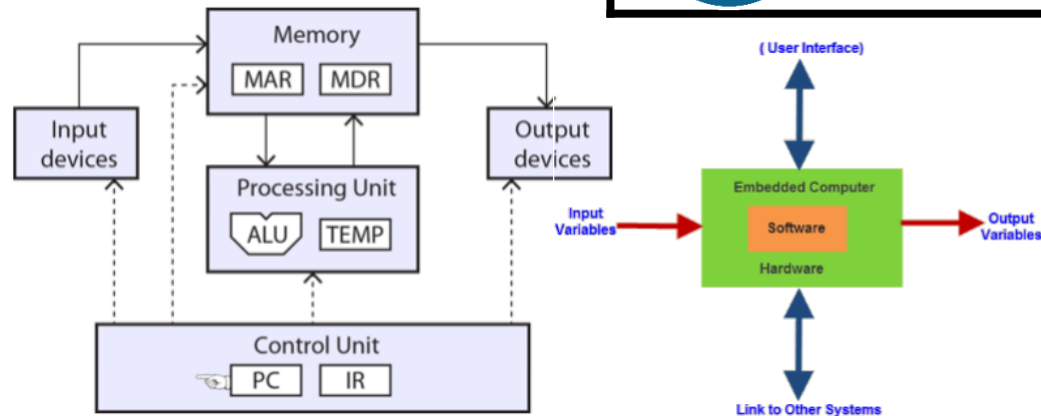 Memory
MAR MDR
Input
devices
Output
devices
Processing Unit
ALU TEMP
Control Unit
PC IR
( User Interface)
Embedded Computer
Input
Variables
Software
Output
Variables
Hardware
Link to Other Systems